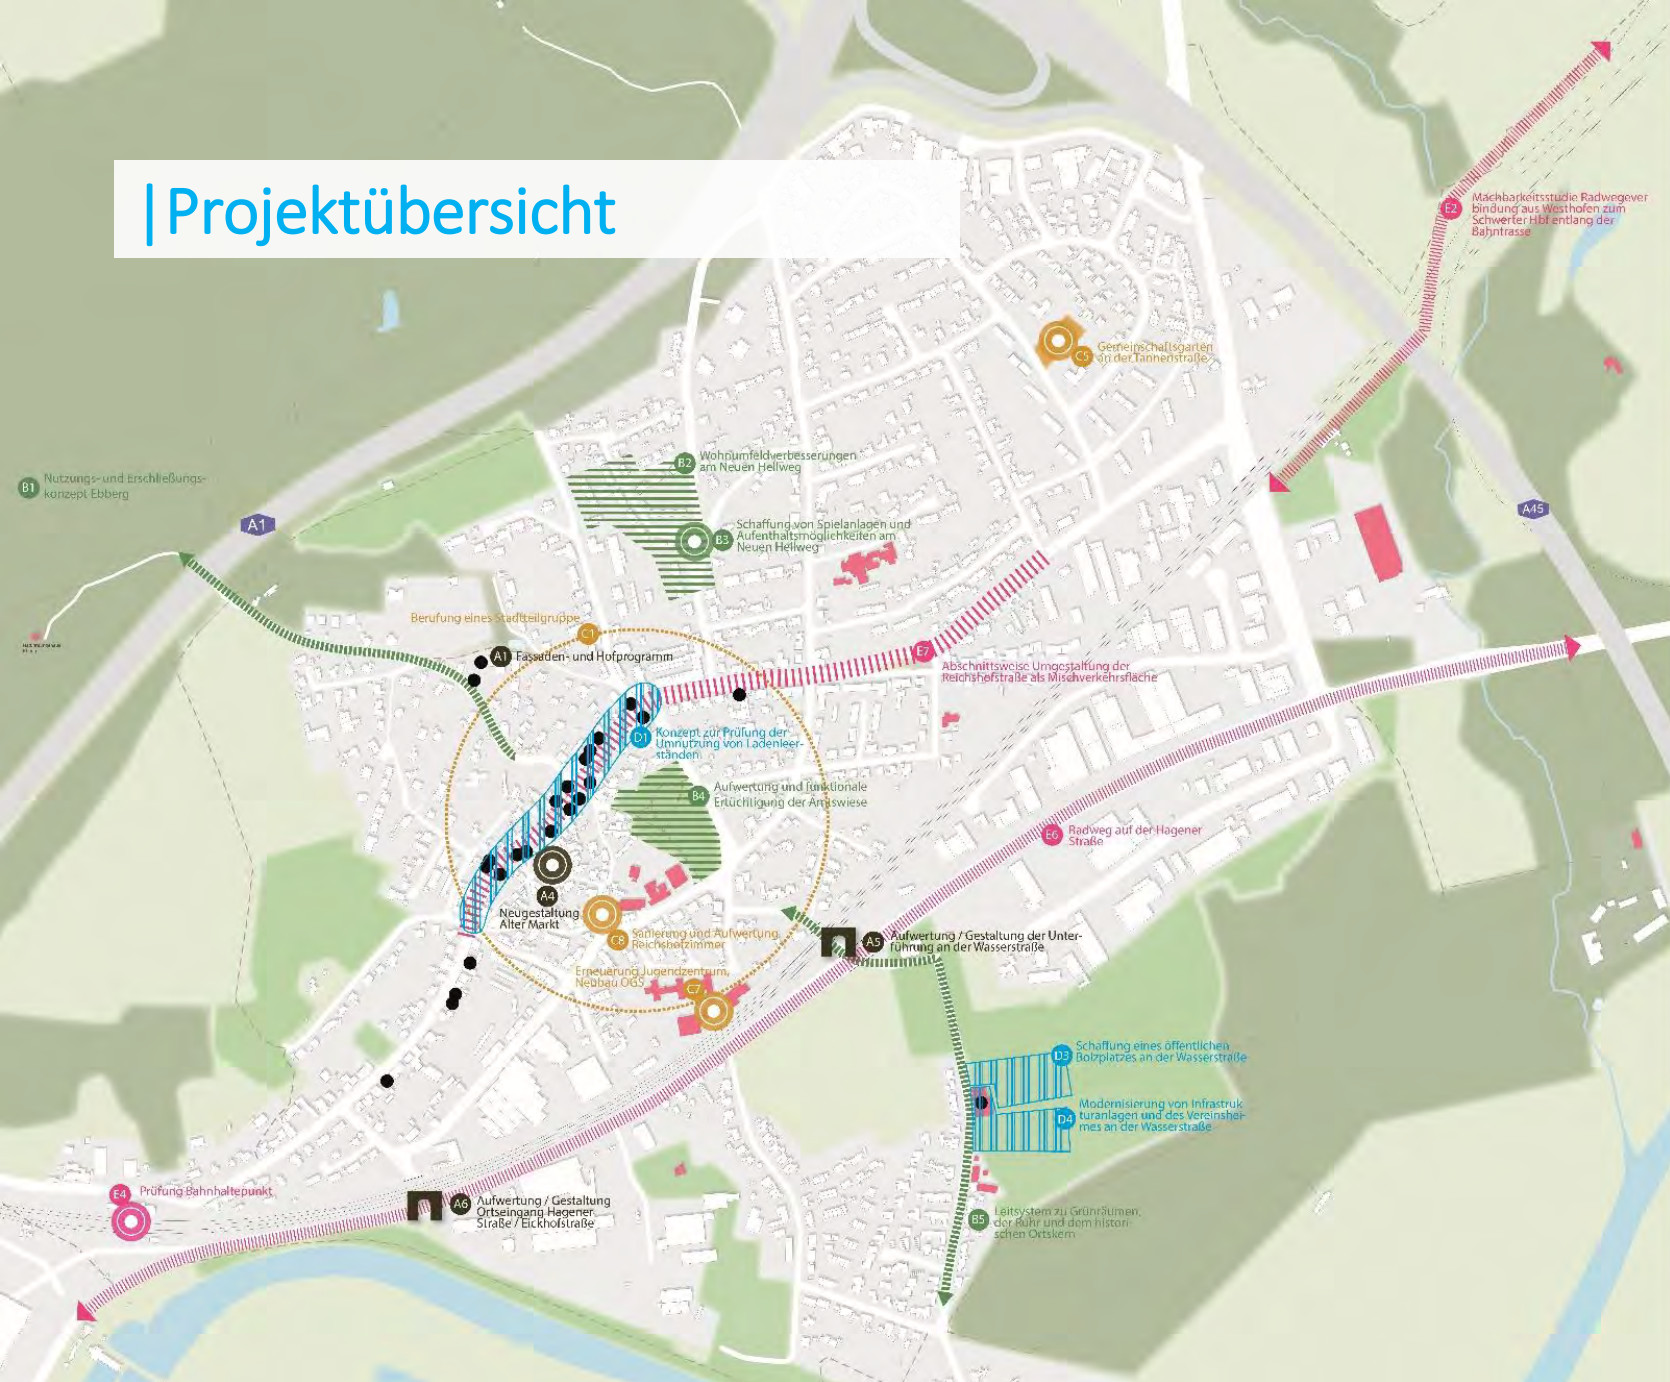 |Projektübersicht
E2
Machbarkeitsstudie Radwegever
bindung aus Westhofen zum
Schwerter Hbf entlang der
Bahntrasse
C5
Gemeinschaftsgarten
an der Tannenstraße
B2
Wohnumfeldverbesserungen
am Neuen Hellweg
B1
Nutzungs- und Erschließungs-
konzept Ebberg
A1
A45
B3
Schaffung von Spielanlagen und
Aufenthaltsmöglichkeiten am
Neuen Hellweg
Berufung eines Stadtteilgruppe
C1
A1
Fassaden- und Hofprogramm
E7
Abschnittsweise Umgestaltung der
Reichshofstraße als Mischverkehrsfläche
D1
Konzept zur Prüfung der
Umnutzung von Ladenleer-
ständen
B4
Aufwertung und funktionale
Ertüchtigung der Amtswiese
E6
Radweg auf der Hagener
Straße
A4
Neugestaltung
Alter Markt
C8
Sanierung und Aufwertung
Reichshofzimmer
A5
Aufwertung / Gestaltung der Unter-
führung an der Wasserstraße
Erneuerung Jugendzentrum,
Neubau OGS
C7
D3
Schaffung eines öffentlichen
Bolzplatzes an der Wasserstraße
D4
Modernisierung von Infrastruk
turanlagen und des Vereinshei-
mes an der Wasserstraße
E4
Prüfung Bahnhaltepunkt
A6
Aufwertung / Gestaltung
Ortseingang Hagener
Straße / Eickhofstraße
B5
Leitsystem zu Grünräumen,
der Ruhr und dem histori-
schen Ortskern